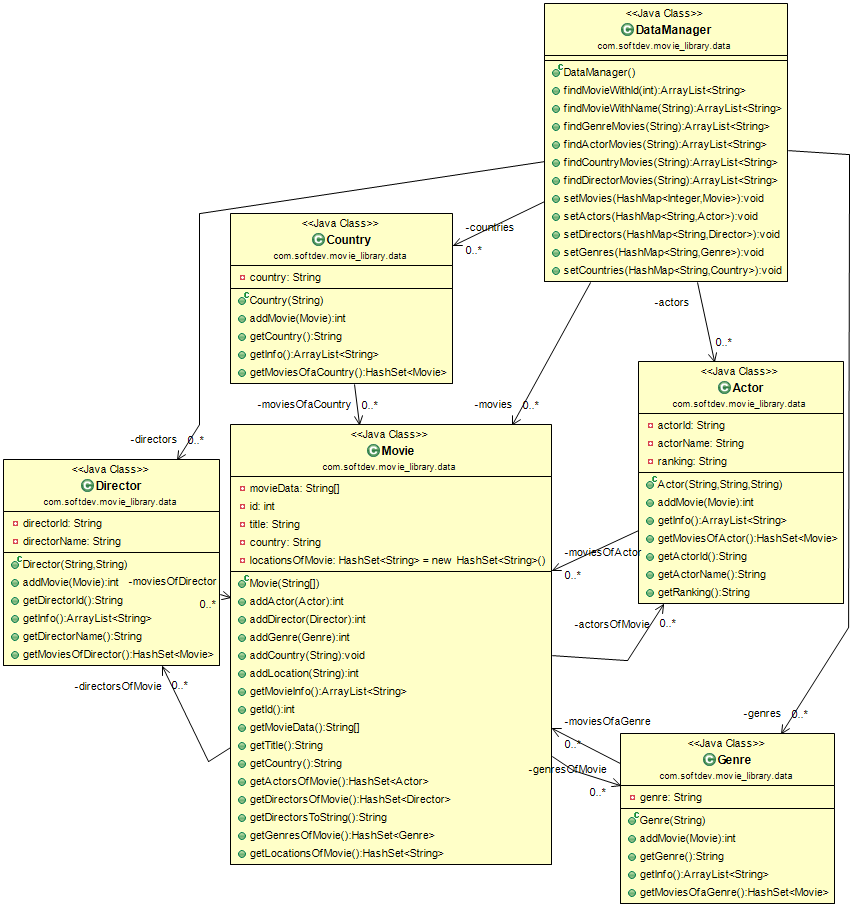 <<Java Class>>
DataManager
com.softdev.movie_library.data
DataManager()
findMovieWithId(int):ArrayList<String>
findMovieWithName(String):ArrayList<String>
findGenreMovies(String):ArrayList<String>
findActorMovies(String):ArrayList<String>
findCountryMovies(String):ArrayList<String>
findDirectorMovies(String):ArrayList<String>
setMovies(HashMap<Integer,Movie>):void
setActors(HashMap<String,Actor>):void
setDirectors(HashMap<String,Director>):void
setGenres(HashMap<String,Genre>):void
setCountries(HashMap<String,Country>):void
-countries
0..*
<<Java Class>>
Country
com.softdev.movie_library.data
country: String
Country(String)
addMovie(Movie):int
getCountry():String
getInfo():ArrayList<String>
getMoviesOfaCountry():HashSet<Movie>
-actors
0..*
-moviesOfaCountry
0..*
-movies
0..*
<<Java Class>>
Actor
com.softdev.movie_library.data
actorId: String
actorName: String
ranking: String
Actor(String,String,String)
addMovie(Movie):int
getInfo():ArrayList<String>
getMoviesOfActor():HashSet<Movie>
getActorId():String
getActorName():String
getRanking():String
-directors
0..*
<<Java Class>>
Director
com.softdev.movie_library.data
directorId: String
directorName: String
Director(String,String)
addMovie(Movie):int
getDirectorId():String
getInfo():ArrayList<String>
getDirectorName():String
getMoviesOfDirector():HashSet<Movie>
-moviesOfDirector
0..*
-directorsOfMovie
0..*
<<Java Class>>
Movie
com.softdev.movie_library.data
movieData: String[]
id: int
title: String
country: String
locationsOfMovie: HashSet<String> = new HashSet<String>()
Movie(String[])
addActor(Actor):int
addDirector(Director):int
addGenre(Genre):int
addCountry(String):void
addLocation(String):int
getMovieInfo():ArrayList<String>
getId():int
getMovieData():String[]
getTitle():String
getCountry():String
getActorsOfMovie():HashSet<Actor>
getDirectorsOfMovie():HashSet<Director>
getDirectorsToString():String
getGenresOfMovie():HashSet<Genre>
getLocationsOfMovie():HashSet<String>
-moviesOfActor
0..*
-actorsOfMovie
0..*
-genres
0..*
-moviesOfaGenre
0..*
-genresOfMovie
0..*
<<Java Class>>
Genre
com.softdev.movie_library.data
genre: String
Genre(String)
addMovie(Movie):int
getGenre():String
getInfo():ArrayList<String>
getMoviesOfaGenre():HashSet<Movie>